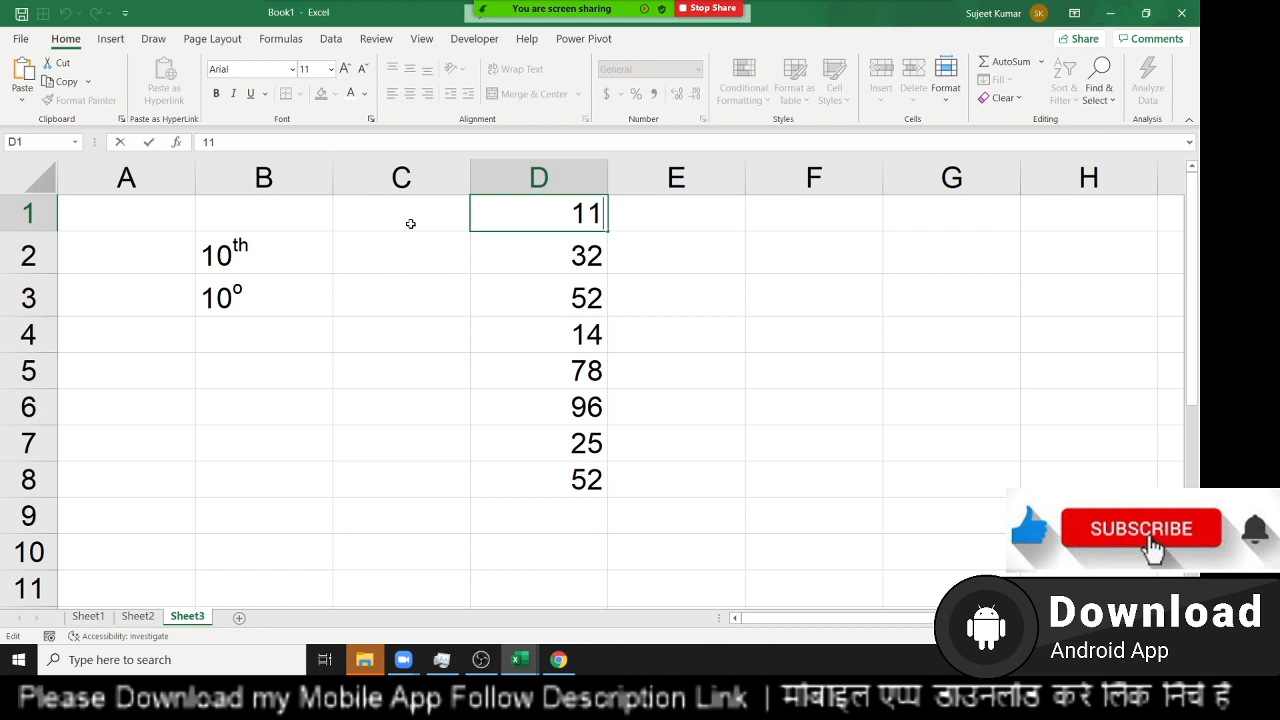 Book1 - Excel
You are screen sharing
Stop Share
Sujeet Kumar
SK
File Home Insert Draw Page Layout Formulas Data Review View Developer Help Power Pivot
Share
Comments
Paste
Cut
Copy
Format Painter
Clipboard
Paste as Hyperlink
Paste as HyperLink
Arial 11
B I U
Font
Wrap Text
Merge & Center
Alignment
General
$ % 9
Number
Conditional Formatting
Format as Table
Cell Styles
Styles
Insert Delete Format
Cells
AutoSum
Fill
Clear
Sort & Filter
Find & Select
Editing
Analyze Data
Analysis
D1 fx 11
A B C D E F G H
1 11
2 10th 32
3 10o 52
4 14
5 78
6 96
7 25
8 52
9
10
11
SUBSCRIBE
Sheet1 Sheet2 Sheet3
Edit Accessibility: Investigate
Download
Android App
Type here to search
Please Download my Mobile App Follow Description Link | मोबाइल एप्प डाउनलोड करे लिंक निचे है